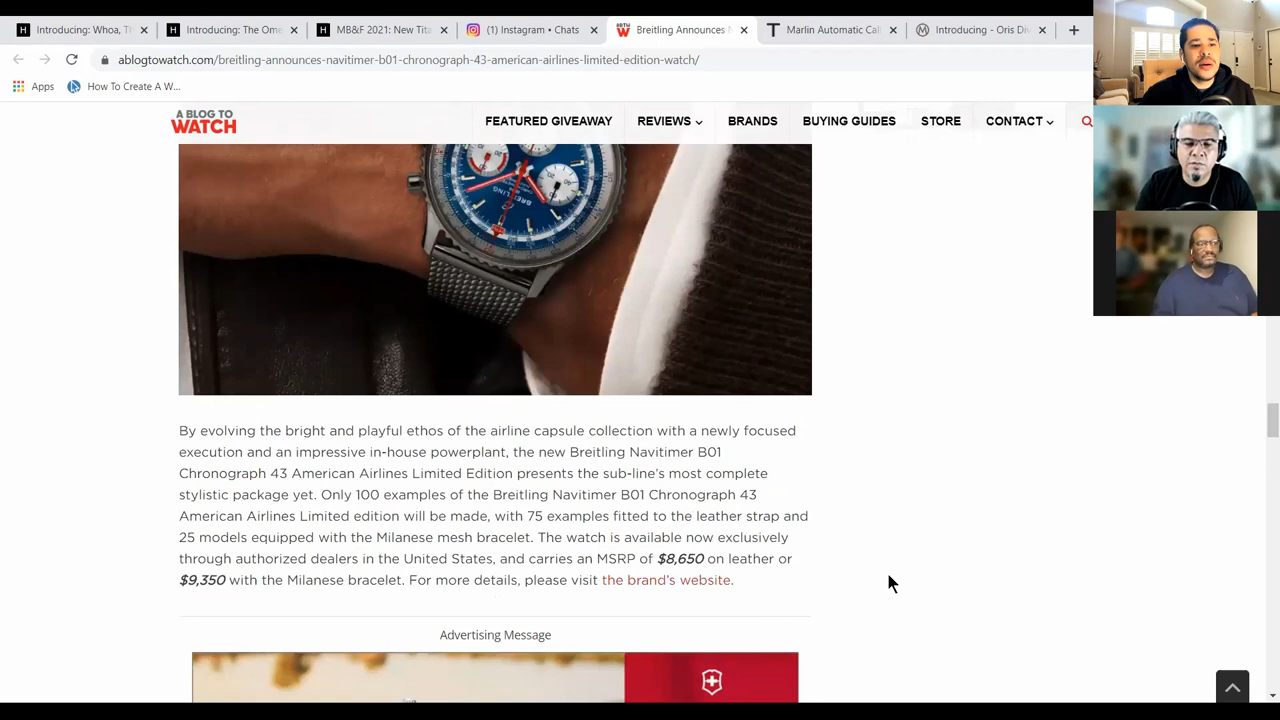 Introducing: Whoa, T
Introducing: The Ome
MB&F 2021: New Tita
(1) Instagram • Chats
Breitling Announces N
Marlin Automatic Cali
Introducing - Oris Div
ablogtowatch.com/breitling-announces-navitimer-b01-chronograph-43-american-airlines-limited-edition-watch/
Apps
How To Create A W...
A BLOG TO
WATCH
FEATURED GIVEAWAY
REVIEWS
BRANDS
BUYING GUIDES
STORE
CONTACT
BREITLING
By evolving the bright and playful ethos of the airline capsule collection with a newly focused
execution and an impressive in-house powerplant, the new Breitling Navitimer B01
Chronograph 43 American Airlines Limited Edition presents the sub-line's most complete
stylistic package yet. Only 100 examples of the Breitling Navitimer B01 Chronograph 43
American Airlines Limited edition will be made, with 75 examples fitted to the leather strap and
25 models equipped with the Milanese mesh bracelet. The watch is available now exclusively
through authorized dealers in the United States, and carries an MSRP of $8,650 on leather or
$9,350 with the Milanese bracelet. For more details, please visit the brand's website.
Advertising Message